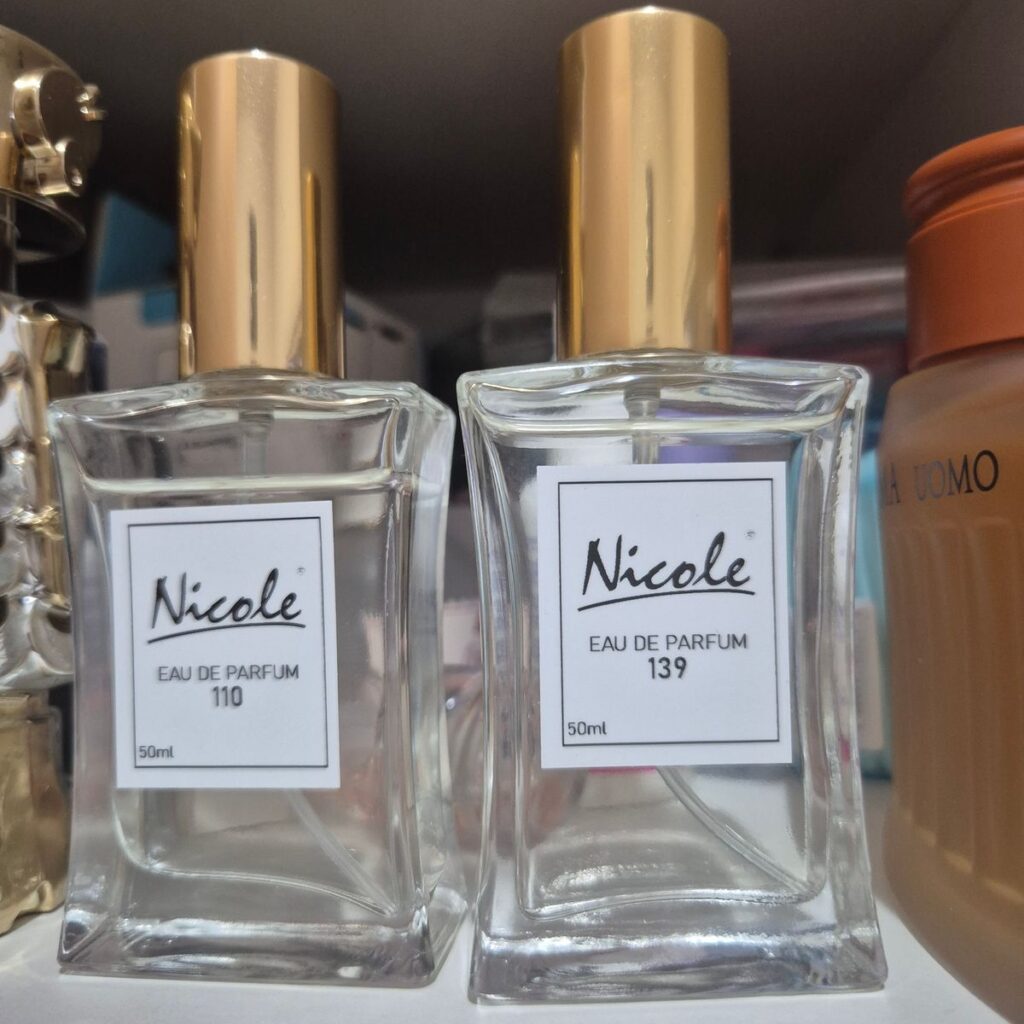 Nicole
EAU DE PARFUM
110
50ml
Nicole
EAU DE PARFUM
139
50ml
UOMO